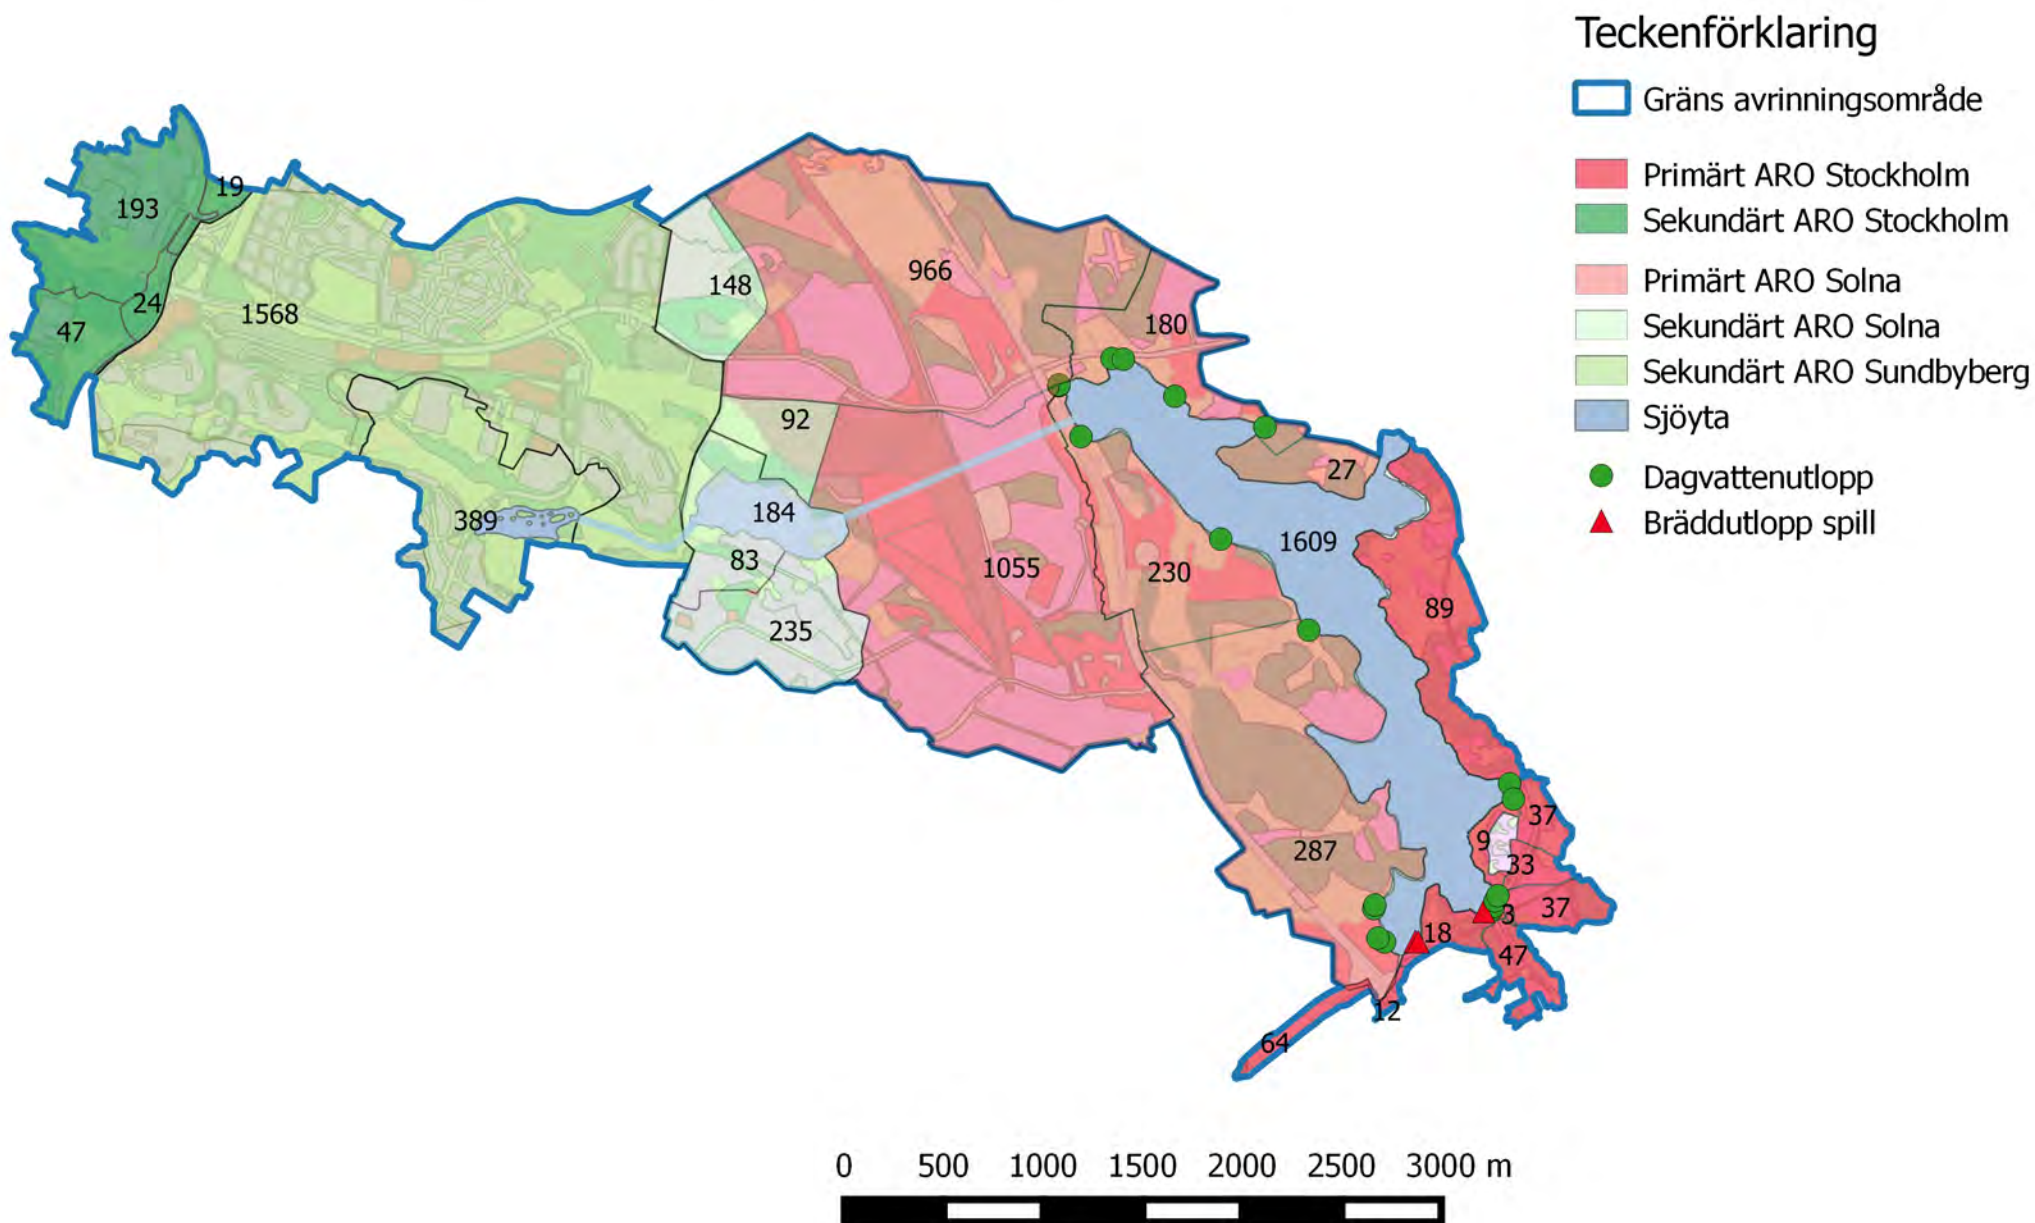 Teckenförklaring
Gräns avrinningsområde
Primärt ARO Stockholm
Sekundärt ARO Stockholm
Primärt ARO Solna
Sekundärt ARO Solna
Sekundärt ARO Sundbyberg
Sjöyta
Dagvattenutlopp
Bräddutlopp spill
19
193
966
148
24
1568
180
47
92
27
184
389
1609
83
1055
230
89
235
37
9
287
33
37
3
18
47
12
64
0 500 1000 1500 2000 2500 3000 m